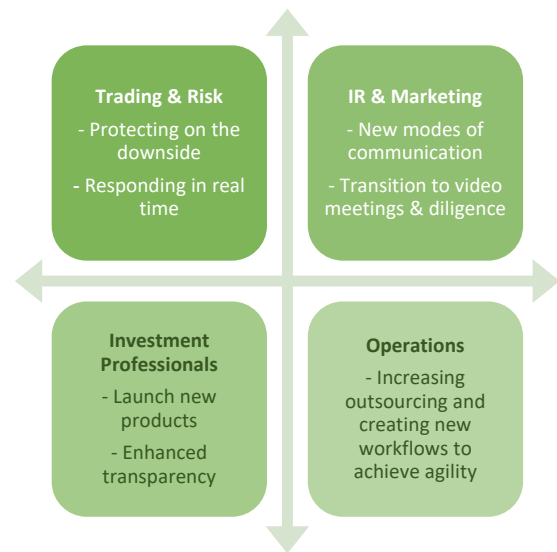 Trading & Risk
- Protecting on the
downside
- Responding in real
time
IR & Marketing
- New modes of
communication
- Transition to video
meetings & diligence
Investment
Professionals
- Launch new
products
- Enhanced
transparency
Operations
- Increasing
outsourcing and
creating new
workflows to
achieve agility